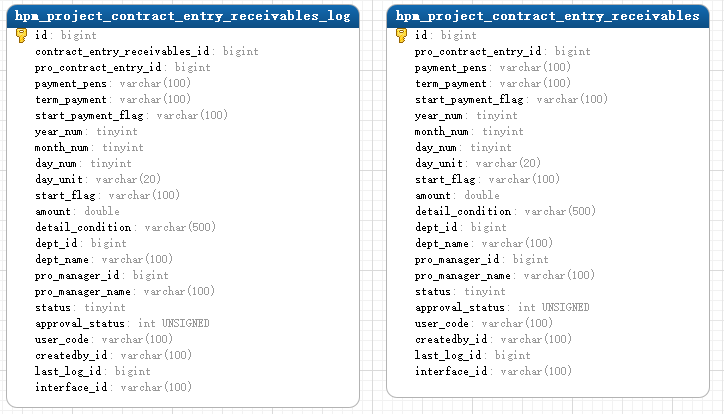 hpm_project_contract_entry_receivables_log
id: bigint
contract_entry_receivables_id: bigint
pro_contract_entry_id: bigint
payment_pens: varchar(100)
term_payment: varchar(100)
start_payment_flag: varchar(100)
year_num: tinyint
month_num: tinyint
day_num: tinyint
day_unit: varchar(20)
start_flag: varchar(100)
amount: double
detail_condition: varchar(500)
dept_id: bigint
dept_name: varchar(100)
pro_manager_id: bigint
pro_manager_name: varchar(100)
status: tinyint
approval_status: int UNSIGNED
user_code: varchar(100)
createdby_id: varchar(100)
last_log_id: bigint
interface_id: varchar(100)
hpm_project_contract_entry_receivables
id: bigint
pro_contract_entry_id: bigint
payment_pens: varchar(100)
term_payment: varchar(100)
start_payment_flag: varchar(100)
year_num: tinyint
month_num: tinyint
day_num: tinyint
day_unit: varchar(20)
start_flag: varchar(100)
amount: double
detail_condition: varchar(500)
dept_id: bigint
dept_name: varchar(100)
pro_manager_id: bigint
pro_manager_name: varchar(100)
status: tinyint
approval_status: int UNSIGNED
user_code: varchar(100)
createdby_id: varchar(100)
last_log_id: bigint
interface_id: varchar(100)